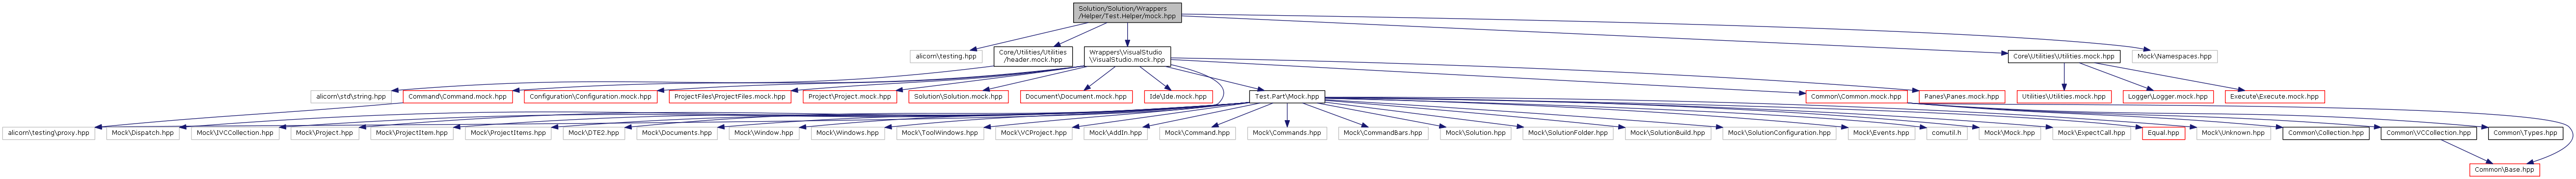 Solution/Solution/Wrappers
/Helper/Test.Helper/mock.hpp
alicorn\testing.hpp
Core/Utilities/Utilities
/header.mock.hpp
Wrappers\VisualStudio
\VisualStudio.mock.hpp
Core\Utilities\Utilities.mock.hpp
Mock\Namespaces.hpp
alicorn\std\string.hpp
Command\Command.mock.hpp
Configuration\Configuration.mock.hpp
ProjectFiles\ProjectFiles.mock.hpp
Project\Project.mock.hpp
Solution\Solution.mock.hpp
Document\Document.mock.hpp
Ide\Ide.mock.hpp
Test.Part\Mock.hpp
Common\Common.mock.hpp
Panes\Panes.mock.hpp
Utilities\Utilities.mock.hpp
Logger\Logger.mock.hpp
Execute\Execute.mock.hpp
alicorn\testing\proxy.hpp
Mock\Dispatch.hpp
Mock\IVCCollection.hpp
Mock\Project.hpp
Mock\ProjectItem.hpp
Mock\ProjectItems.hpp
Mock\DTE2.hpp
Mock\Documents.hpp
Mock\Window.hpp
Mock\Windows.hpp
Mock\ToolWindows.hpp
Mock\VCProject.hpp
Mock\AddIn.hpp
Mock\Command.hpp
Mock\Commands.hpp
Mock\CommandBars.hpp
Mock\Solution.hpp
Mock\SolutionFolder.hpp
Mock\SolutionBuild.hpp
Mock\SolutionConfiguration.hpp
Mock\Events.hpp
comutil.h
Mock\Mock.hpp
Mock\ExpectCall.hpp
Equal.hpp
Mock\Unknown.hpp
Common\Collection.hpp
Common\VCCollection.hpp
Common\Types.hpp
Common\Base.hpp